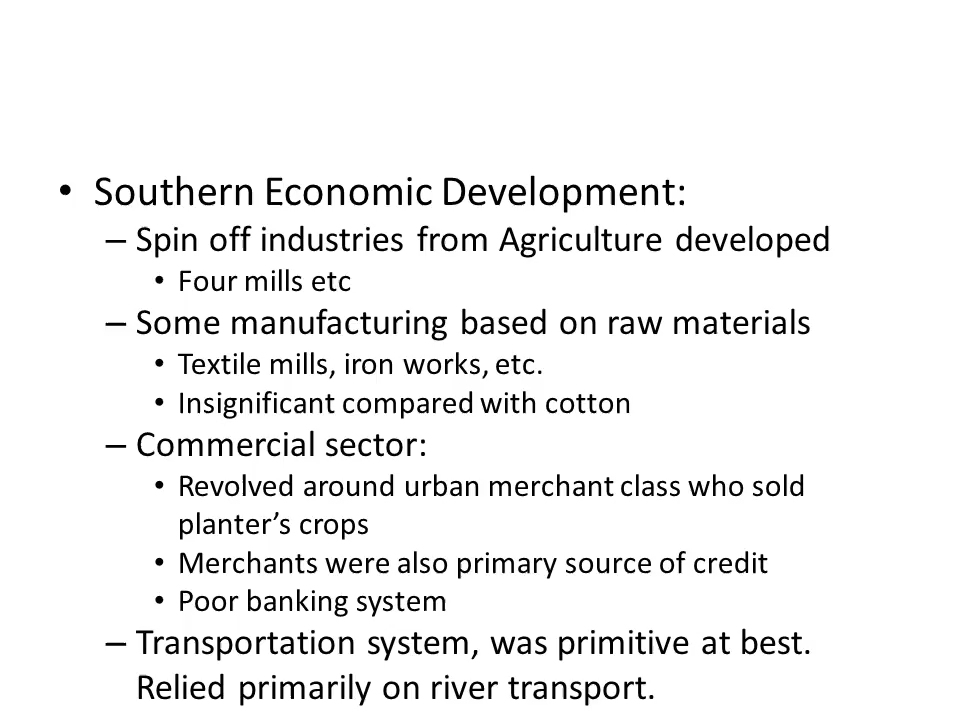 • Southern Economic Development:
– Spin off industries from Agriculture developed
• Four mills etc
– Some manufacturing based on raw materials
• Textile mills, iron works, etc.
• Insignificant compared with cotton
– Commercial sector:
• Revolved around urban merchant class who sold
planter’s crops
• Merchants were also primary source of credit
• Poor banking system
– Transportation system, was primitive at best.
Relied primarily on river transport.